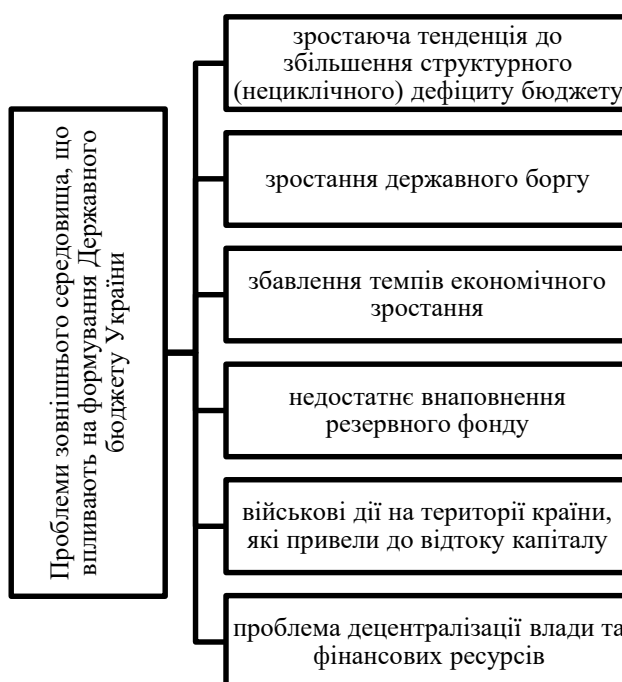 Проблеми зовнішнього середовища, що
впливають на формування Державного
бюджету України
зростаюча тенденція до
збільшення структурного
(нециклічного) дефіциту бюджету
зростання державного боргу
збавлення темпів економічного
зростання
недостатнє внаповнення
резервного фонду
військові дії на території країни,
які привели до відтоку капіталу
проблема децентралізації влади та
фінансових ресурсів